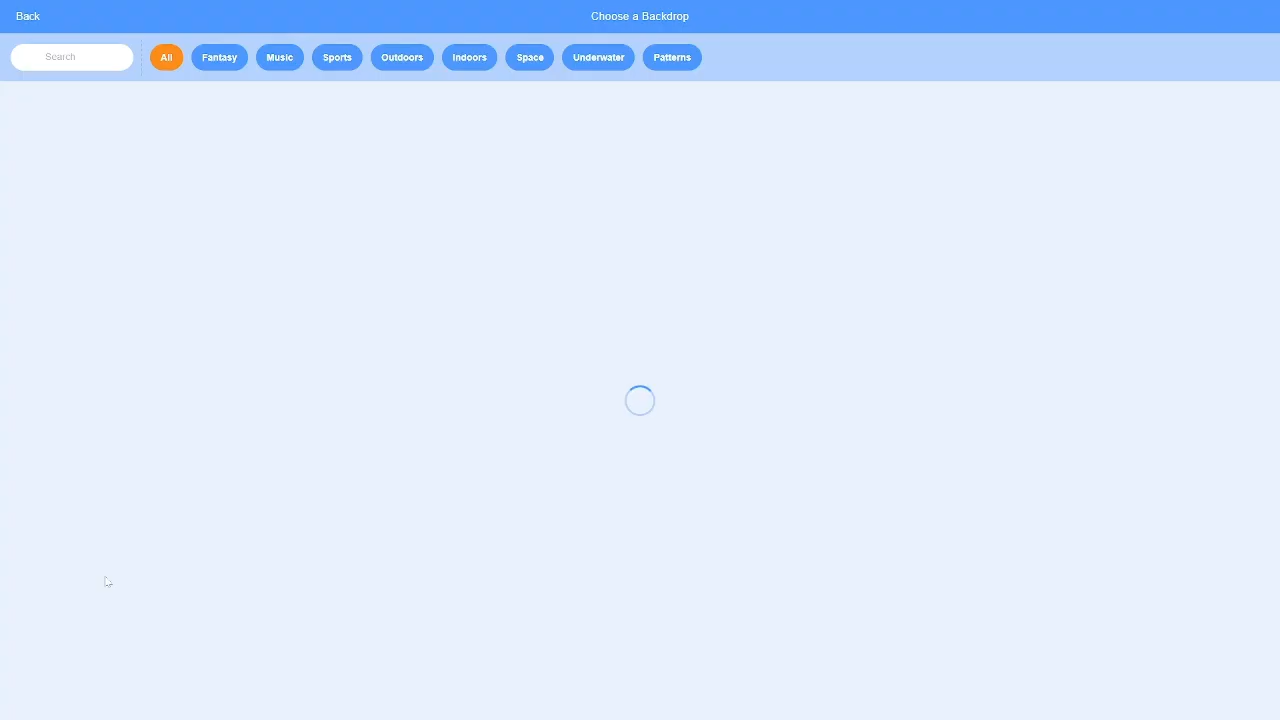 Back
Choose a Backdrop
Search
All
Fantasy
Music
Sports
Outdoors
Indoors
Space
Underwater
Patterns